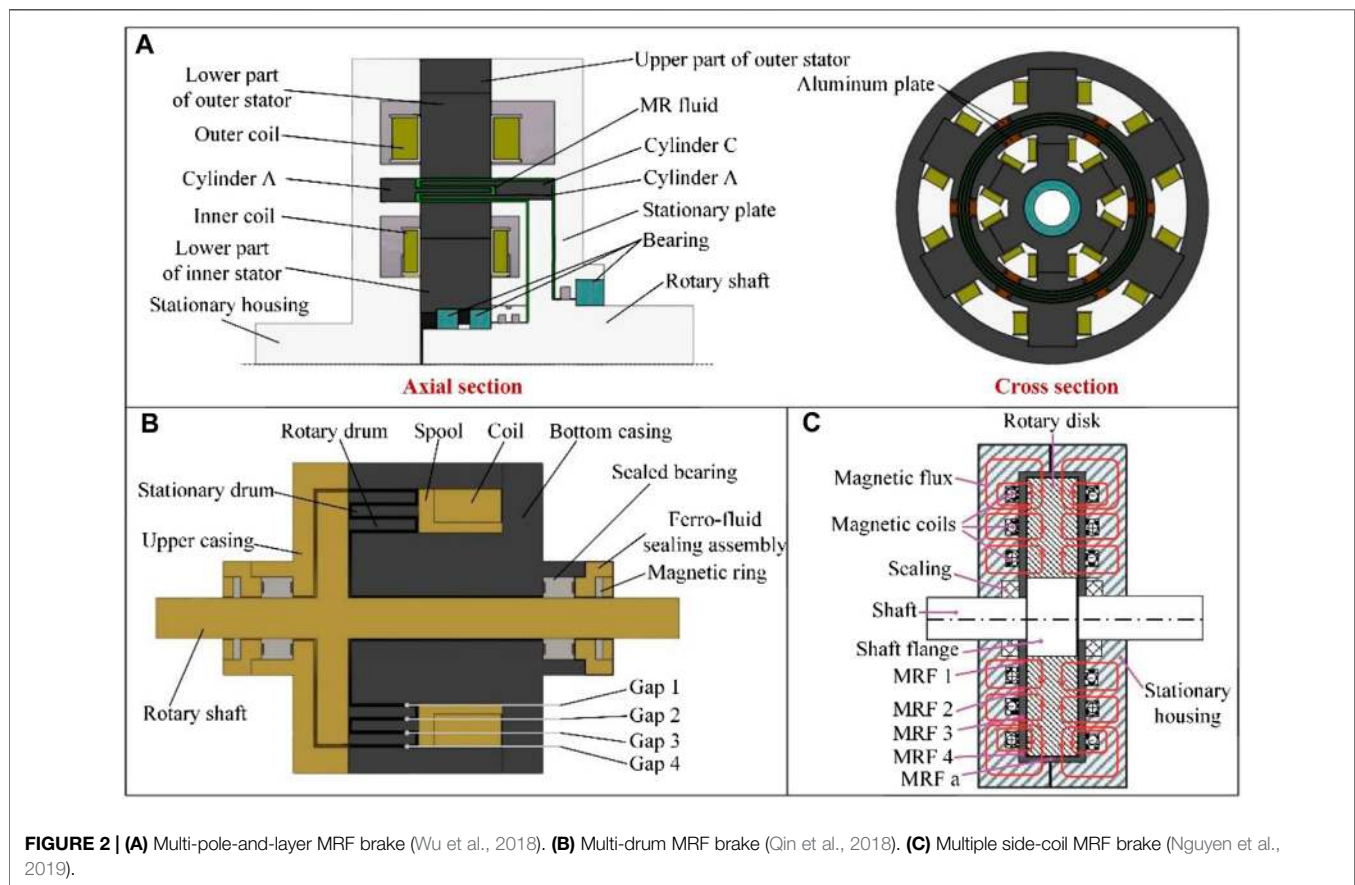 A
Lower part
of outer stator
Outer coil
Cylinder A
Inner coil
Lower part
of inner stator
Stationary housing
Upper part of outer stator
MR fluid
Cylinder C
Cylinder A
Stationary plate
Bearing
Rotary shaft
Axial section
Aluminum plate
Cross section
B
Rotary drum
Spool
Coil
Bottom casing
Stationary drum
Upper casing
Sealed bearing
Ferro-fluid
sealing assembly
Magnetic ring
Rotary shaft
Gap 1
Gap 2
Gap 3
Gap 4
C
Rotary disk
Magnetic flux
Magnetic coils
Sealing
Shaft
Shaft flange
MRF 1
MRF 2
MRF 3
MRF 4
MRF a
Stationary
housing
FIGURE 2 | (A) Multi-pole-and-layer MRF brake (Wu et al., 2018). (B) Multi-drum MRF brake (Qin et al., 2018). (C) Multiple side-coil MRF brake (Nguyen et al.,
2019).